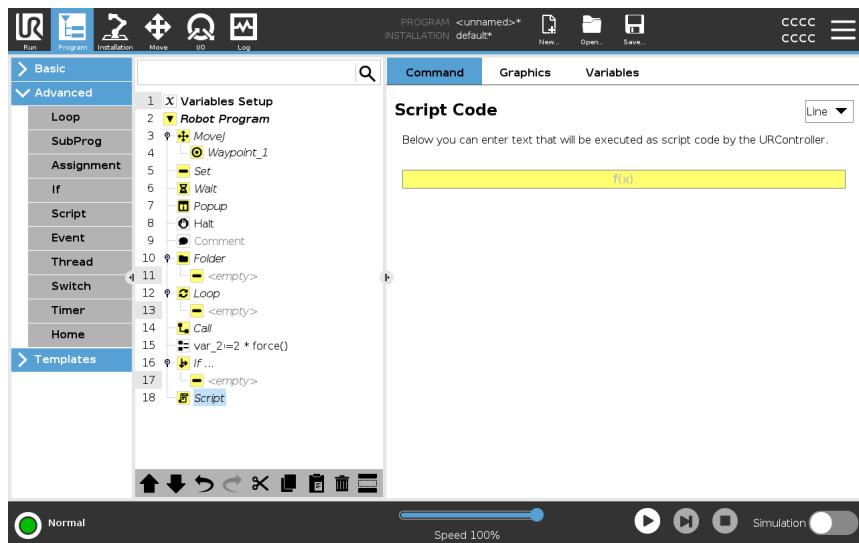 UR
Run
Program
Installation
Move
I/O
Log
PROGRAM <unnamed>*
INSTALLATION default*
New...
Open...
Save...
CCCC
CCCC
Basic
Advanced
Loop
SubProg
Assignment
If
Script
Event
Thread
Switch
Timer
Home
Templates
1 X Variables Setup
2 Robot Program
3 MoveJ
4 Waypoint_1
5 Set
6 Wait
7 Popup
8 Halt
9 Comment
10 Folder
11 <empty>
12 Loop
13 <empty>
14 Call
15 var_2≔2 * force()
16 If ...
17 <empty>
18 Script
Command Graphics Variables
Script Code
Line
Below you can enter text that will be executed as script code by the URController.
f(x)
Normal
Speed 100%
Simulation